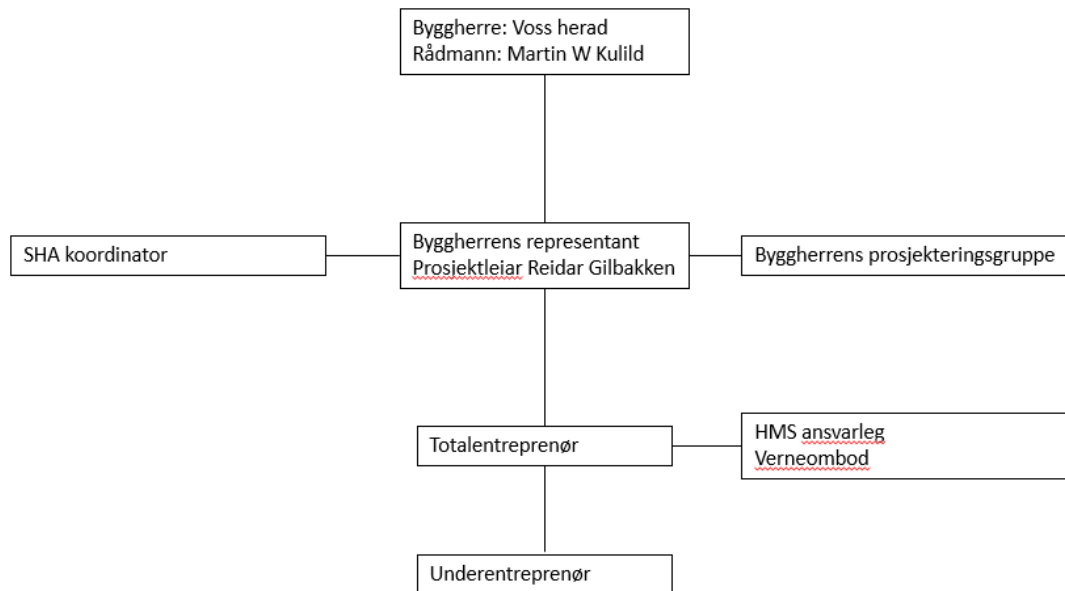 Byggherre: Voss herad
Rådmann: Martin W Kulild
SHA koordinator
Byggherrens representant
Prosjektleiar Reidar Gilbakken
Byggherrens prosjekteringsgruppe
Totalentreprenør
HMS ansvarleg
Verneombod
Underentreprenør